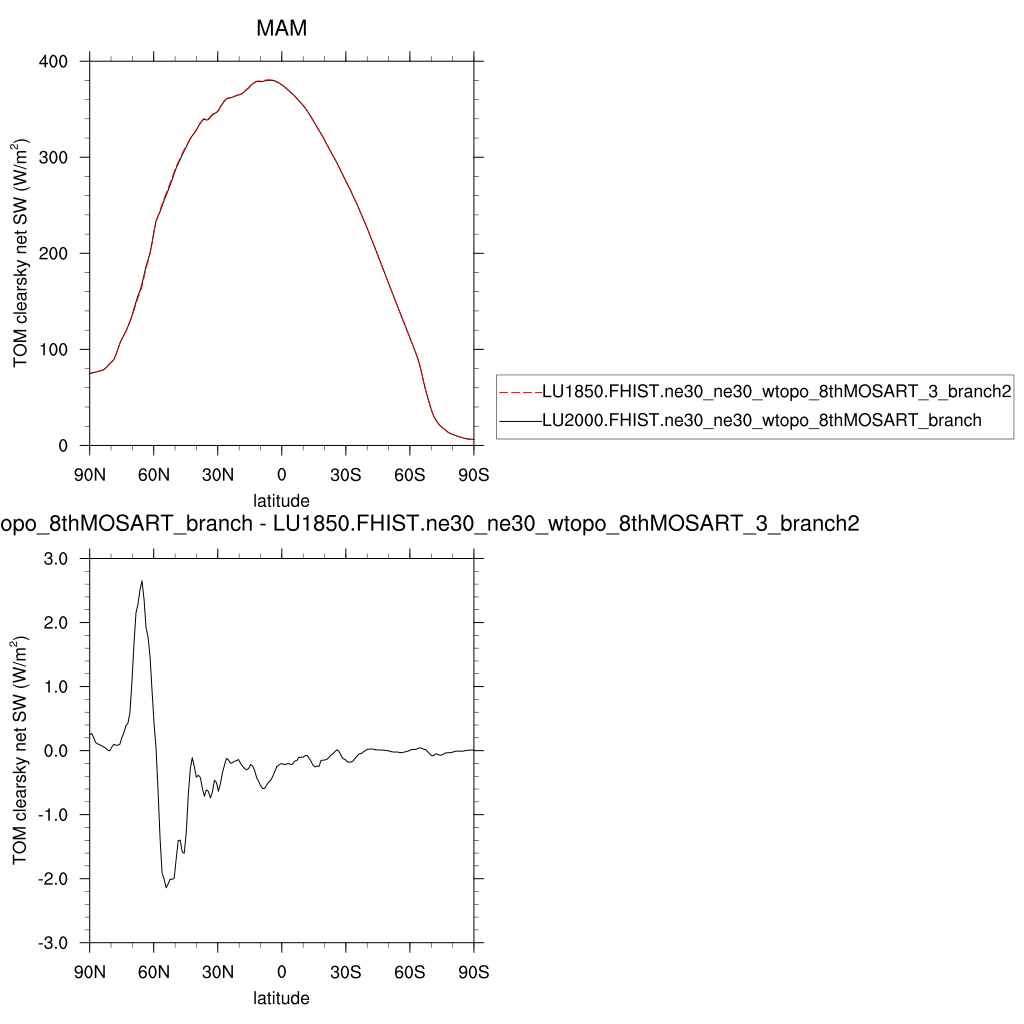 MAM
TOM clearsky net SW (W/m²)
400
300
200
100
0
90N 60N 30N 0 30S 60S 90S
latitude
LU1850.FHIST.ne30_ne30_wtopo_8thMOSART_3_branch2
LU2000.FHIST.ne30_ne30_wtopo_8thMOSART_branch
opo_8thMOSART_branch - LU1850.FHIST.ne30_ne30_wtopo_8thMOSART_3_branch2
TOM clearsky net SW (W/m²)
3.0
2.0
1.0
0.0
-1.0
-2.0
-3.0
90N 60N 30N 0 30S 60S 90S
latitude